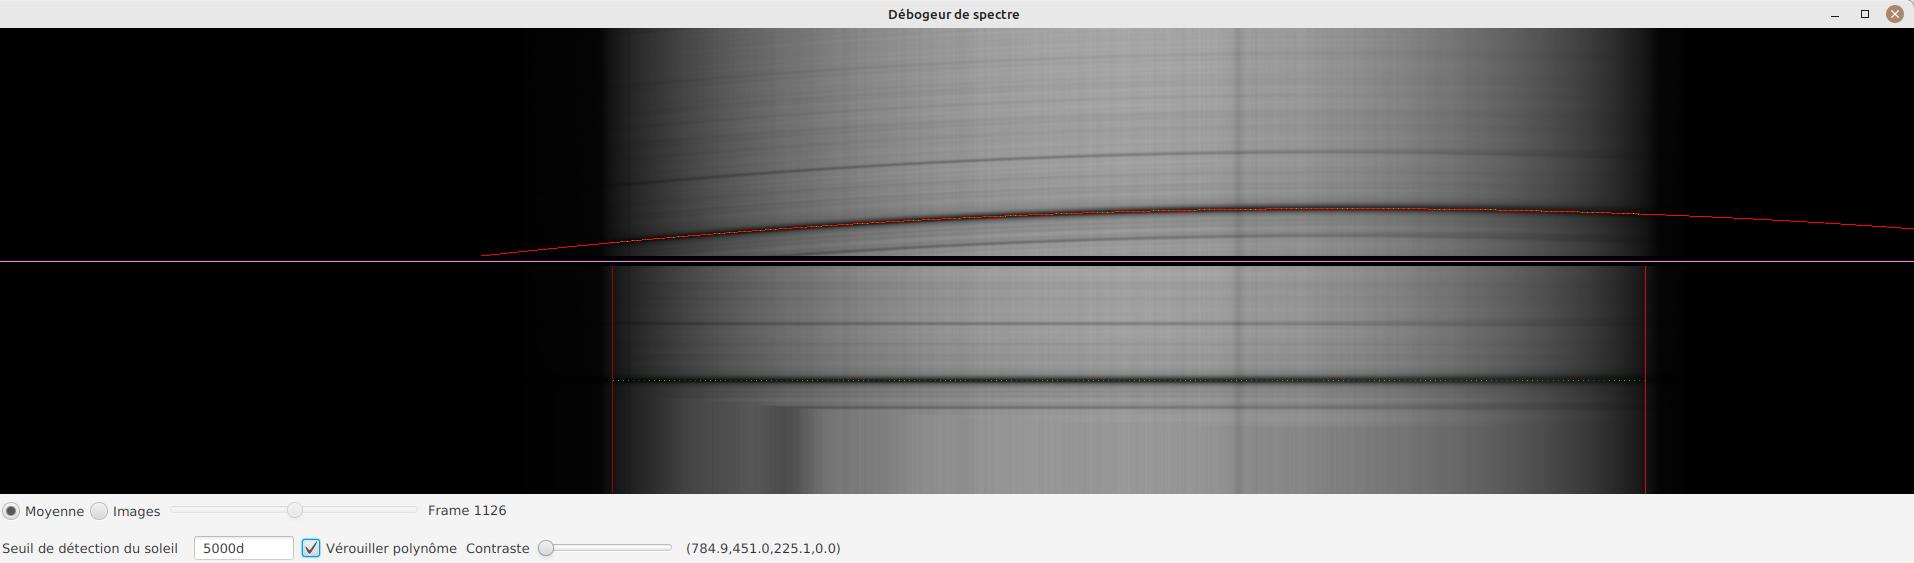 Débogeur de spectre
Moyenne Images Frame 1126
Seuil de détection du soleil 5000d Vérouiller polynôme Contraste (784.9,451.0,225.1,0.0)